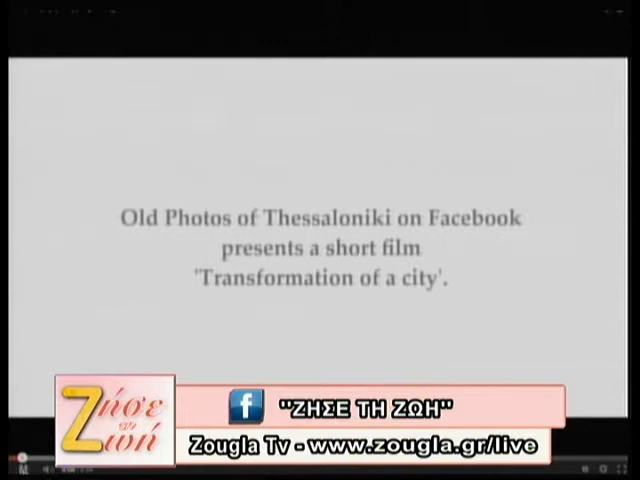 Old Photos of Thessaloniki on Facebook
presents a short film
'Transformation of a city'.
Ζήσε
τη
Ζωή
f "ΖΗΣΕ ΤΗ ΖΩΗ"
Zougla Tv - www.zougla.gr/live